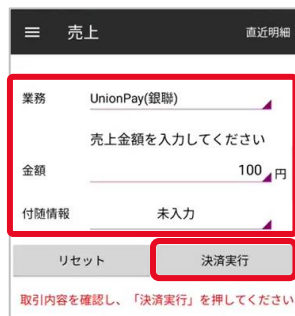 売上 直近明細
業務 UnionPay(銀聯)
売上金額を入力してください
金額 100 円
付随情報 未入力
リセット 決済実行
取引内容を確認し、「決済実行」を押してください